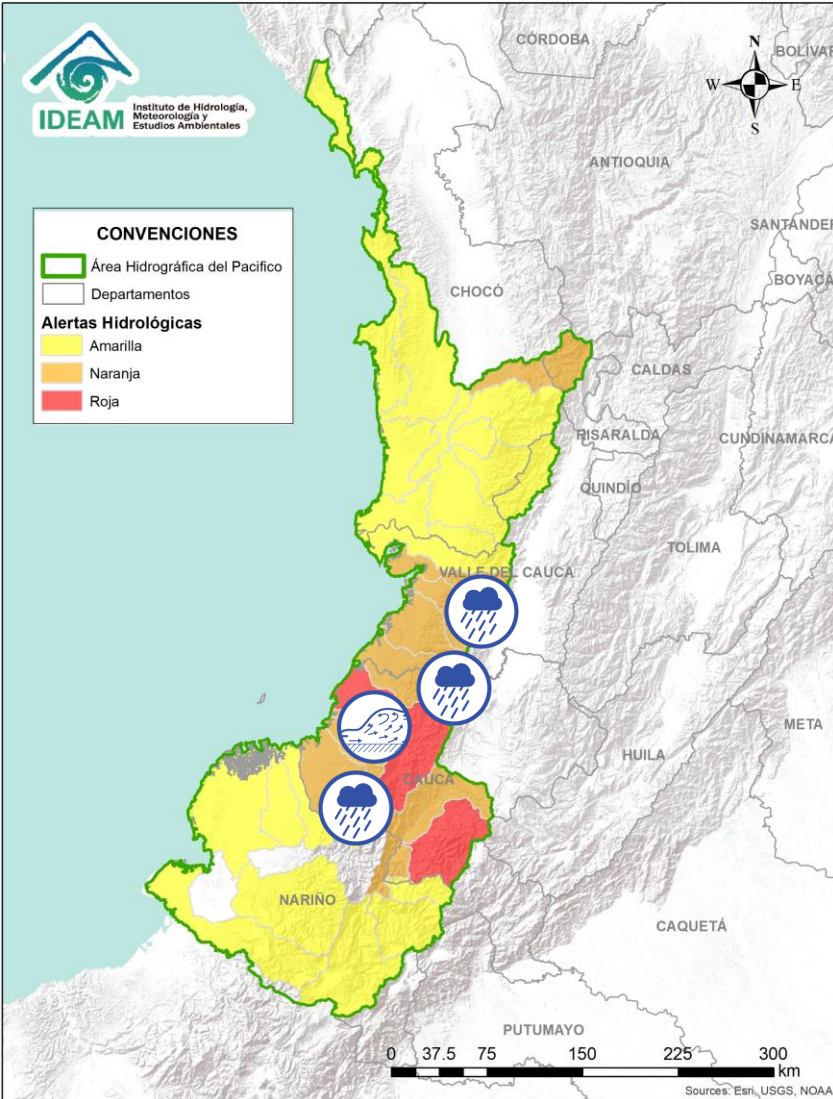 IDEAM
Instituto de Hidrología,
Meteorología y
Estudios Ambientales
N
W
E
S
CONVENCIONES
Área Hidrográfica del Pacifico
Departamentos
Alertas Hidrológicas
Amarilla
Naranja
Roja
CÓRDOBA
BOLÍVAR
ANTIOQUIA
SANTANDER
BOYACÁ
CHOCÓ
CALDAS
RISARALDA
CUNDINAMARCA
QUINDÍO
TOLIMA
VALLE DEL CAUCA
META
HUILA
CAUCA
NARIÑO
CAQUETÁ
PUTUMAYO
0 37.5 75 150 225 300
km
Sources: Esri, USGS, NOAA